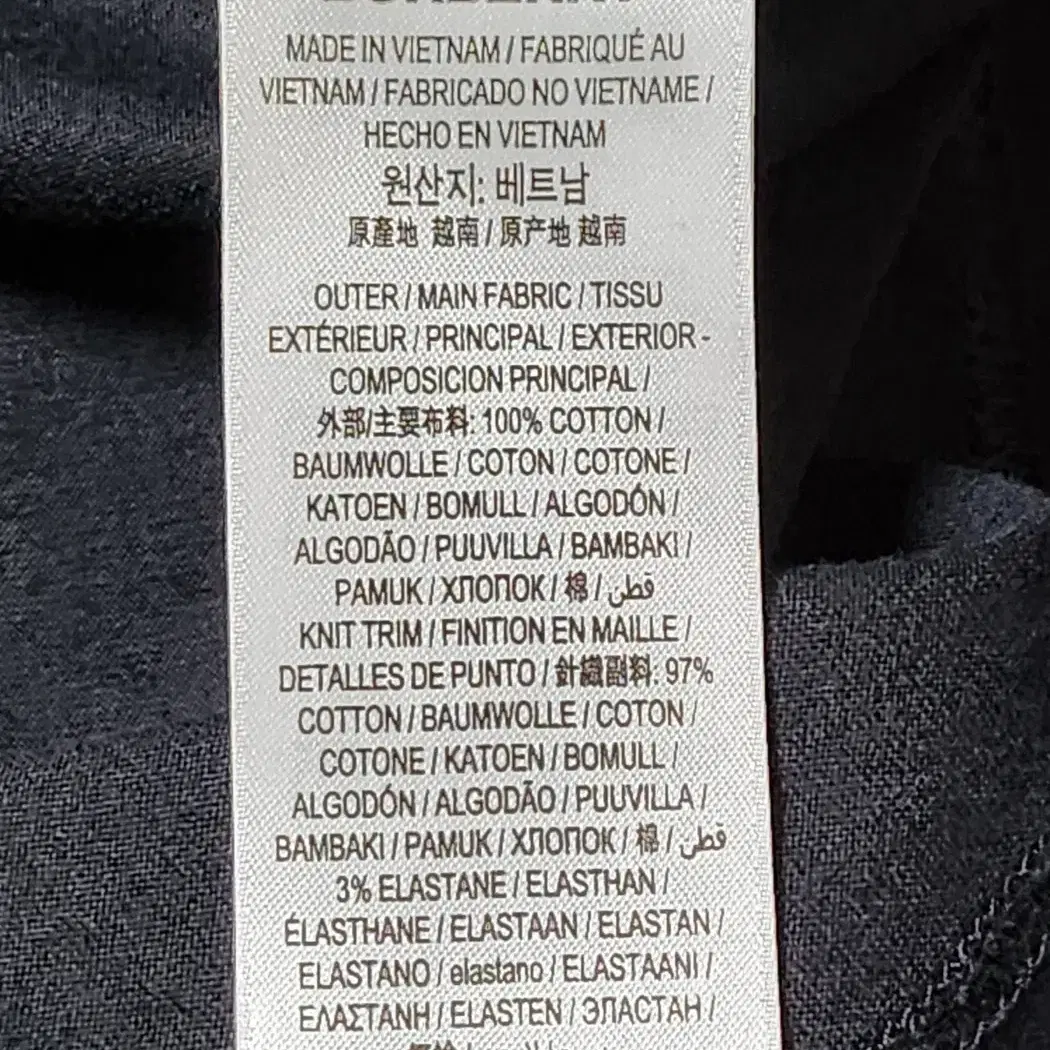 MADE IN VIETNAM / FABRIQUÉ AU
VIETNAM / FABRICADO NO VIETNAME /
HECHO EN VIETNAM
원산지: 베트남
原產地 越南 / 原产地 越南
OUTER / MAIN FABRIC / TISSU
EXTÉRIEUR / PRINCIPAL / EXTERIOR -
COMPOSICION PRINCIPAL /
外部/主要布料: 100% COTTON /
BAUMWOLLE / COTON / COTONE /
KATOEN / BOMULL / ALGODÓN /
ALGODÃO / PUUVILLA / BAMBAKI /
PAMUK / ХЛОПОК / 棉 / قطن
KNIT TRIM / FINITION EN MAILLE /
DETALLES DE PUNTO / 針織副料: 97%
COTTON / BAUMWOLLE / COTON /
COTONE / KATOEN / BOMULL /
ALGODÓN / ALGODÃO / PUUVILLA /
BAMBAKI / PAMUK / ХЛОПОК / 棉 / قطن
3% ELASTANE / ELASTHAN /
ÉLASTHANE / ELASTAAN / ELASTAN /
ELASTANO / elastano / ELASTAANI /
ΕΛΑΣΤΑΝΗ / ELASTEN / ЭЛАСТАН /